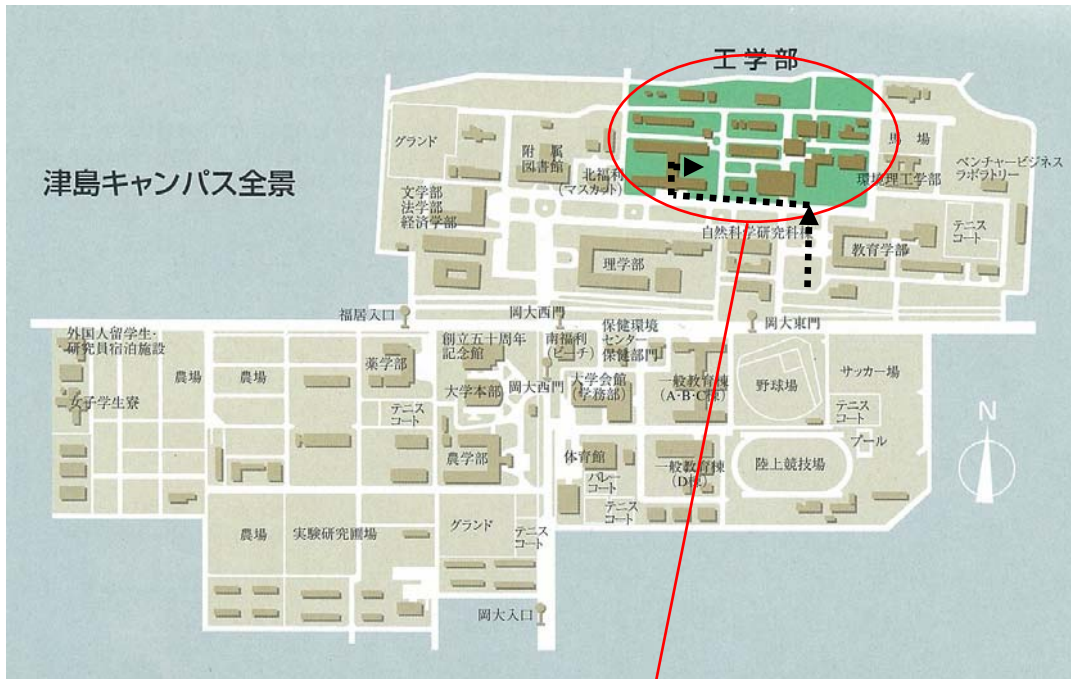 工学部
津島キャンパス全景
グランド
附属
図書館
北福利
(マスカット)
馬場
環境理工学部
ベンチャービジネス
ラボラトリー
文学部
法学部
経済学部
自然科学研究科棟
テニス
コート
理学部
教育学部
福居入口
岡大西門
岡大東門
外国人留学生・
研究員宿泊施設
農場
農場
薬学部
創立五十周年
記念館
南福利
(ピーチ)
保健環境
センター
保健部門
女子学生寮
テニス
コート
大学本部
岡大西門
大学会館
(学務部)
一般教育棟
(A・B・C棟)
野球場
サッカー場
テニス
コート
プール
N
農学部
体育館
バレー
コート
一般教育棟
(D棟)
陸上競技場
テニス
コート
農場
実験研究圃場
グランド
テニス
コート
岡大入口